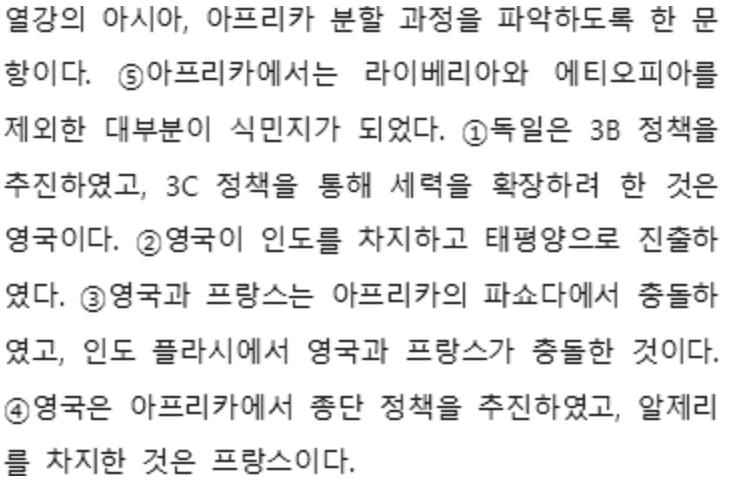 열강의 아시아, 아프리카 분할 과정을 파악하도록 한 문
항이다. ⑤아프리카에서는 라이베리아와 에티오피아를
제외한 대부분이 식민지가 되었다. ①독일은 3B 정책을
추진하였고, 3C 정책을 통해 세력을 확장하려 한 것은
영국이다. ②영국이 인도를 차지하고 태평양으로 진출하
였다. ③영국과 프랑스는 아프리카의 파쇼다에서 충돌하
였고, 인도 플라시에서 영국과 프랑스가 충돌한 것이다.
④영국은 아프리카에서 종단 정책을 추진하였고, 알제리
를 차지한 것은 프랑스이다.